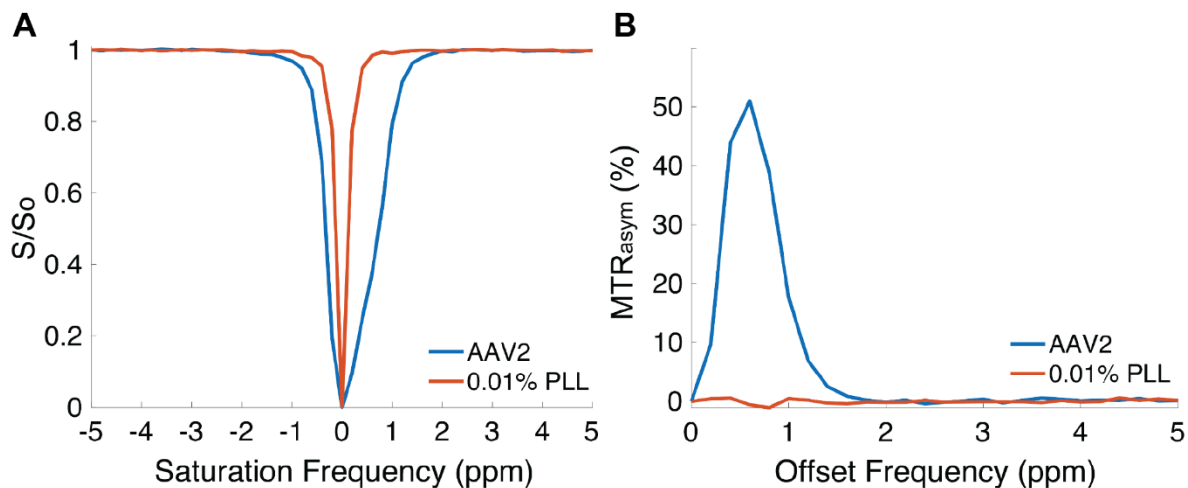 A
S/So
1
0.8
0.6
0.4
0.2
0
-5 -4 -3 -2 -1 0 1 2 3 4 5
Saturation Frequency (ppm)
AAV2
0.01% PLL
B
MTRasym (%)
50
40
30
20
10
0
0 1 2 3 4 5
Offset Frequency (ppm)
AAV2
0.01% PLL